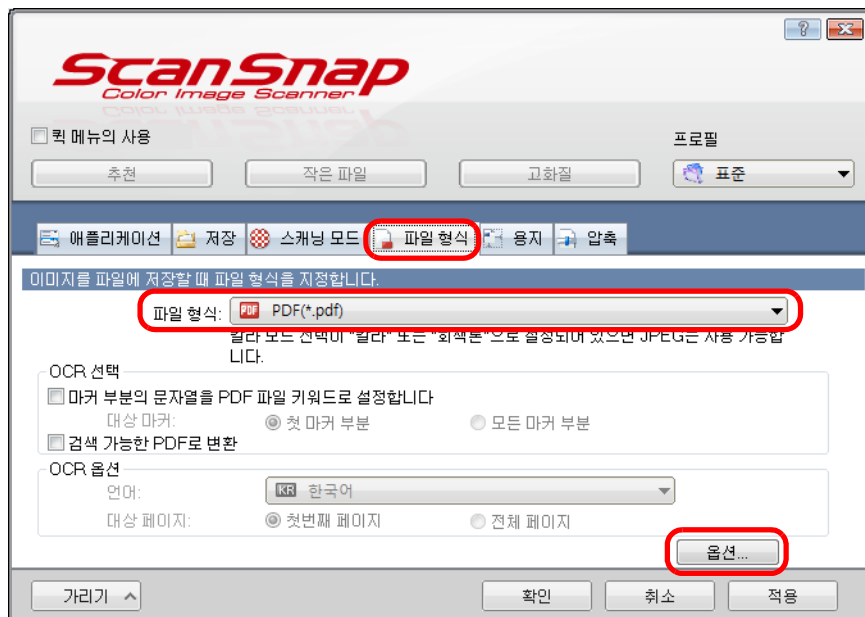 ScanSnap
Color Image Scanner
퀵 메뉴의 사용
프로필
추천 작은 파일 고화질 표준
애플리케이션 저장 스캐닝 모드 파일 형식 용지 압축
이미지를 파일에 저장할 때 파일 형식을 지정합니다.
파일 형식: PDF PDF(*.pdf)
칼라 모드 선택이 "칼라" 또는 "회색톤"으로 설정되어 있으면 JPEG는 사용 가능합
니다.
OCR 선택
마커 부분의 문자열을 PDF 파일 키워드로 설정합니다
대상 마커: 첫 마커 부분 모든 마커 부분
검색 가능한 PDF로 변환
OCR 옵션
언어: KR 한국어
대상 페이지: 첫번째 페이지 전체 페이지
옵션...
가리기 확인 취소 적용